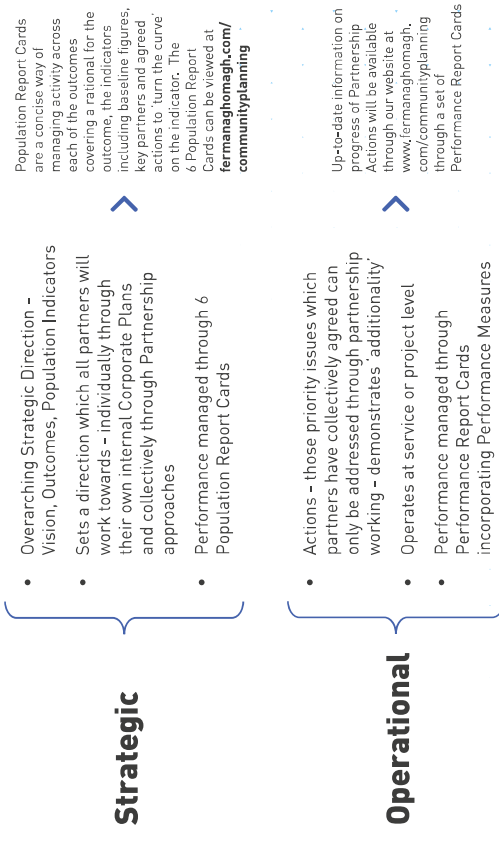 Strategic
• Overarching Strategic Direction –
Vision, Outcomes, Population Indicators
• Sets a direction which all partners will
work towards – individually through
their own internal Corporate Plans
and collectively through Partnership
approaches
• Performance managed through 6
Population Report Cards
Population Report Cards
are a concise way of
managing activity across
each of the outcomes
covering a rational for the
outcome, the indicators
including baseline figures,
key partners and agreed
actions to ‘turn the curve’
on the indicator. The
6 Population Report
Cards can be viewed at
fermanaghomagh.com/
communityplanning
Operational
• Actions – those priority issues which
partners have collectively agreed can
only be addressed through partnership
working – demonstrates ‘additionality’
• Operates at service or project level
• Performance managed through
Performance Report Cards
incorporating Performance Measures
Up-to-date information on
progress of Partnership
Actions will be available
through our website at
www.fermanaghomagh.
com/communityplanning
through a set of
Performance Report Cards